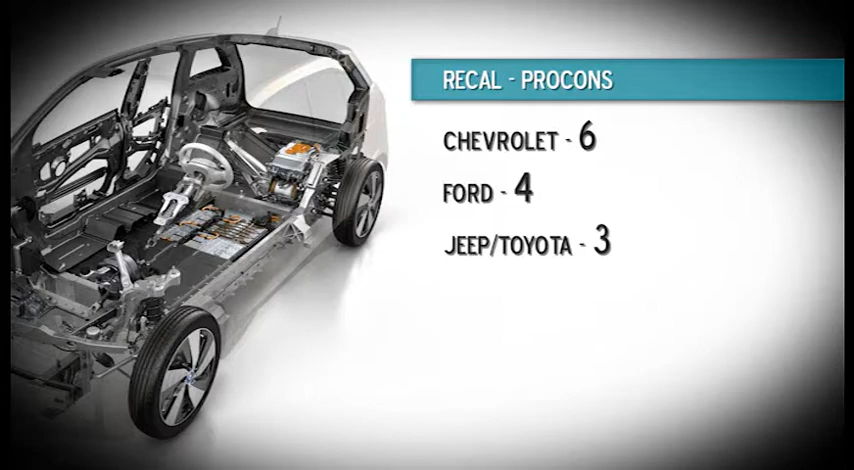 RECAL - PROCONS
CHEVROLET - 6
FORD - 4
JEEP/TOYOTA - 3